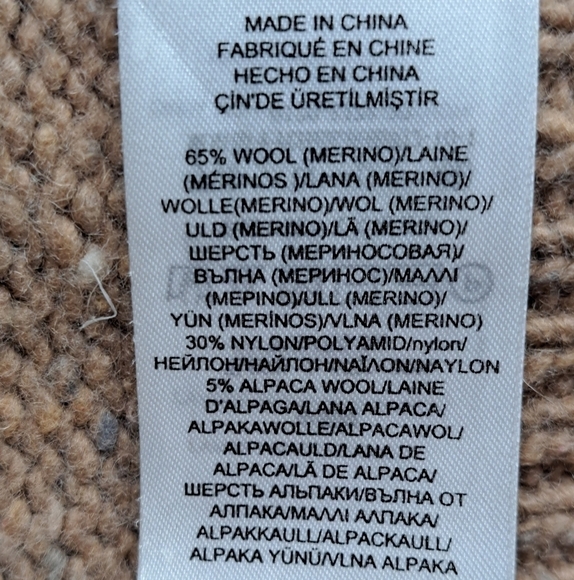 MADE IN CHINA
FABRIQUÉ EN CHINE
HECHO EN CHINA
ÇİN'DE ÜRETİLMİŞTİR
65% WOOL (MERINO)/LAINE
(MÉRINOS )/LANA (MERINO)/
WOLLE(MERINO)/WOL (MERINO)/
ULD (MERINO)/LÃ (MERINO)/
ШЕРСТЬ (МЕРИНОСОВАЯ)/
ВЪЛНА (МЕРИНОС)/ΜΑΛΛΙ
(ΜΕΡΙΝΟ)/ULL (MERINO)/
YÜN (MERİNOS)/VLNA (MERINO)
30% NYLON/POLYAMID/nylon/
НЕЙЛОН/НАЙЛОН/ΝΑΪΛΟΝ/NAYLON
5% ALPACA WOOL/LAINE
D'ALPAGA/LANA ALPACA/
ALPAKAWOLLE/ALPACAWOL/
ALPACAULD/LANA DE
ALPACA/LÃ DE ALPACA/
ШЕРСТЬ АЛЬПАКИ/ВЪЛНА ОТ
АЛПАКА/ΜΑΛΛΙ ΑΛΠΑΚΑ/
ALPAKKAULL/ALPACKAULL/
ALPAKA YÜNÜ/VLNA ALPAKA